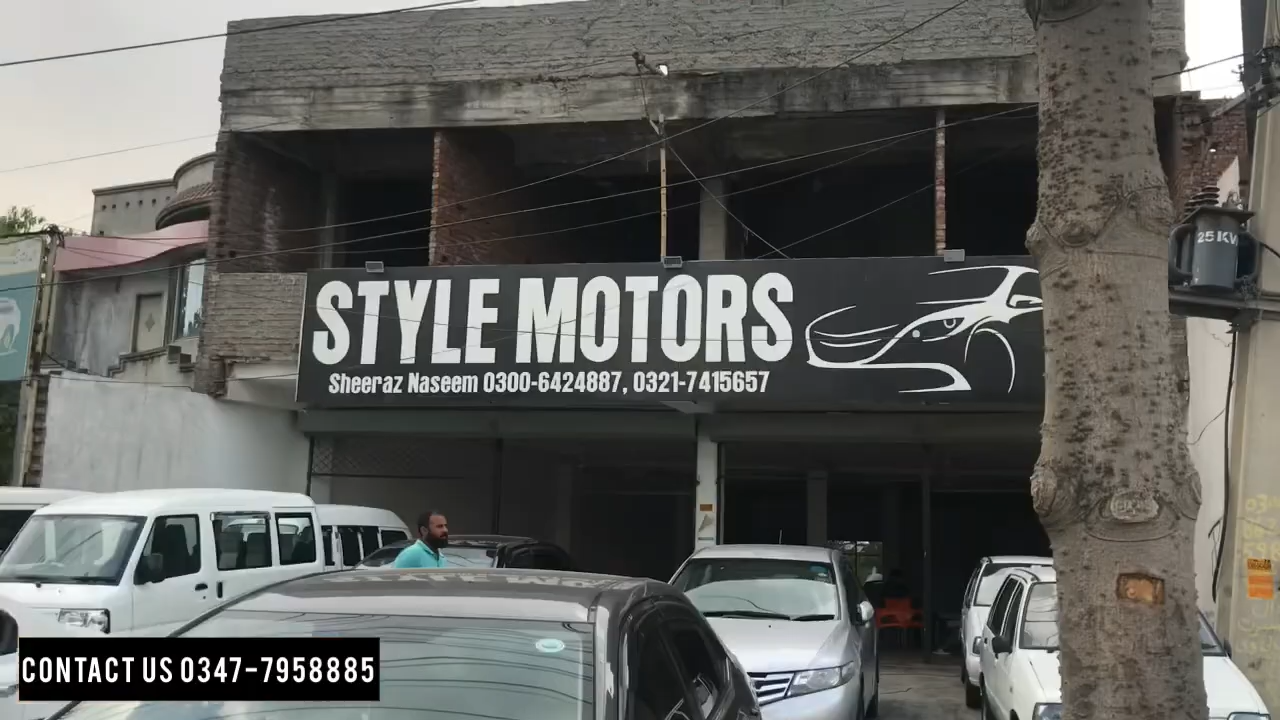 STYLE MOTORS
Sheeraz Naseem 0300-6424887, 0321-7415657
25 KV
CONTACT US 0347-7958885